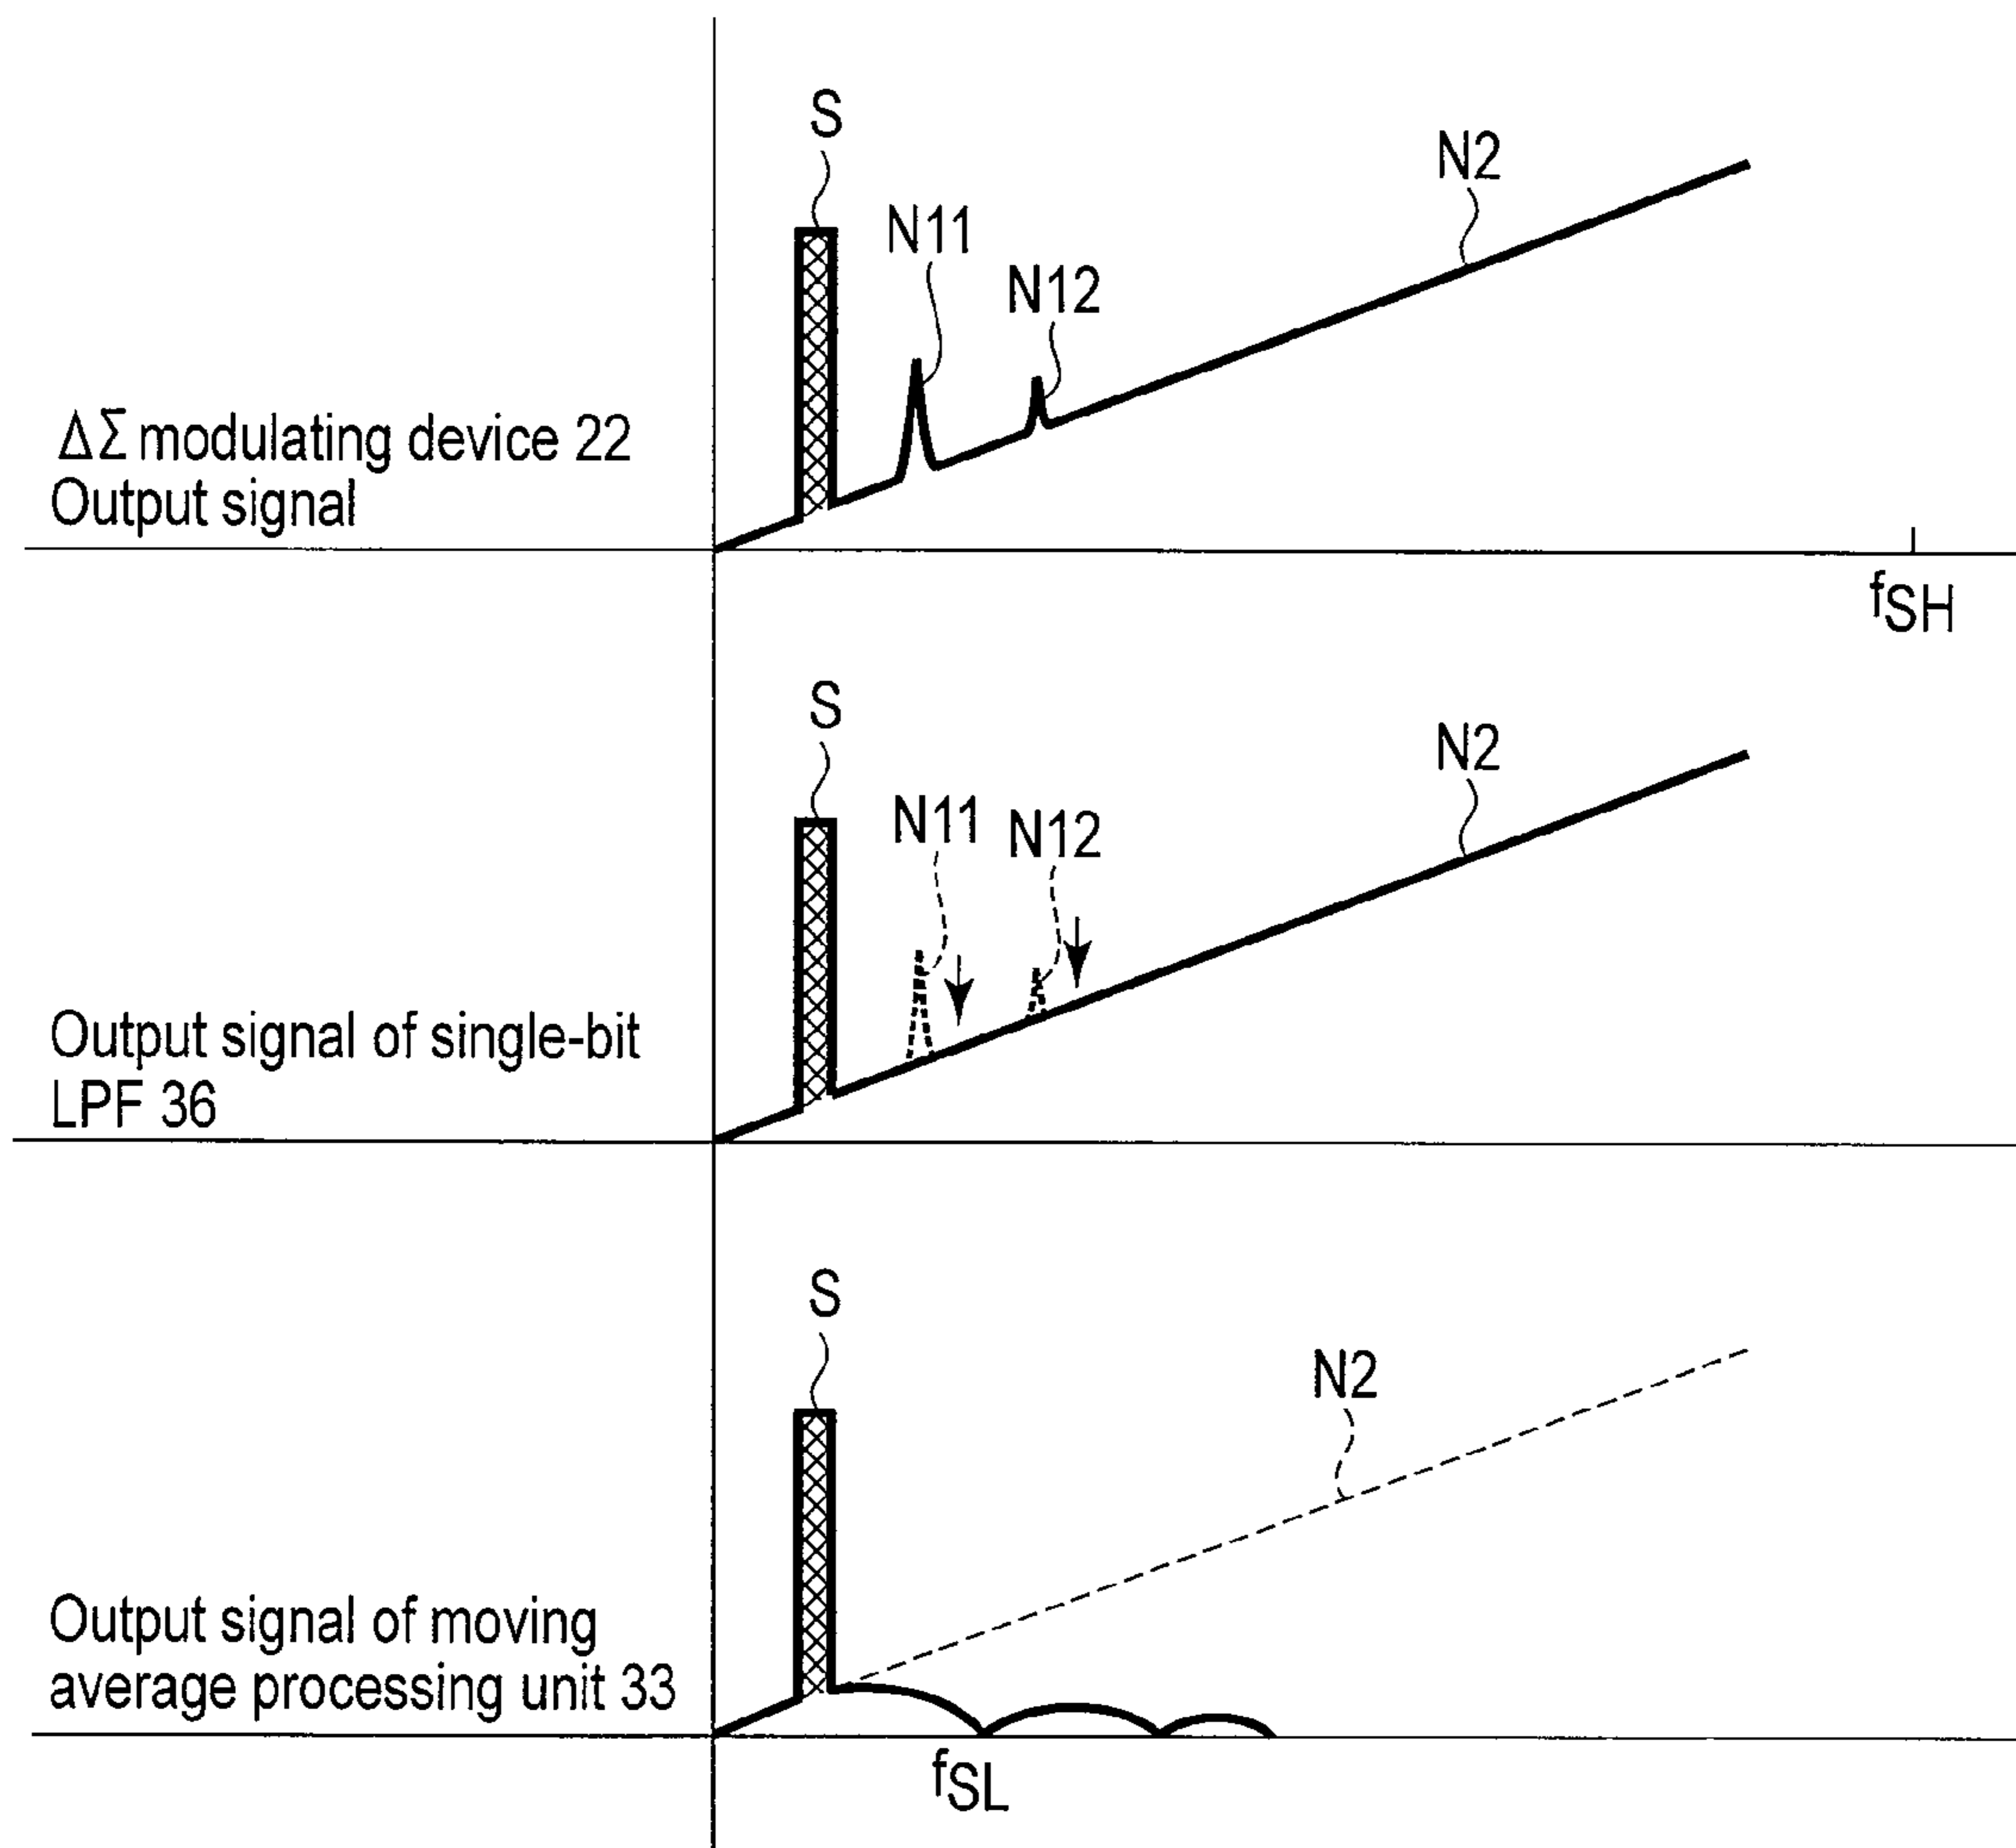 S
N11
N12
N2
ΔΣ modulating device 22
Output signal
fSH
S
N11
N12
N2
Output signal of single-bit
LPF 36
S
N2
Output signal of moving
average processing unit 33
fSL